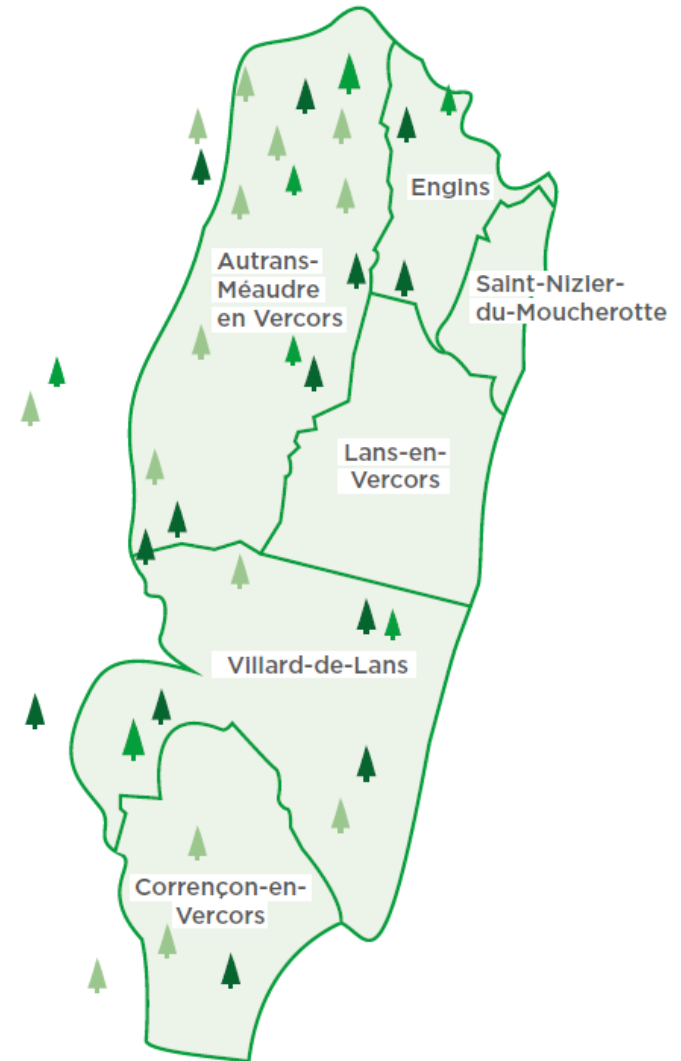 Engins
Autrans-
Méaudre
en Vercors
Saint-Nizier-
du-Moucherotte
Lans-en-
Vercors
Villard-de-Lans
Corrençon-en-
Vercors